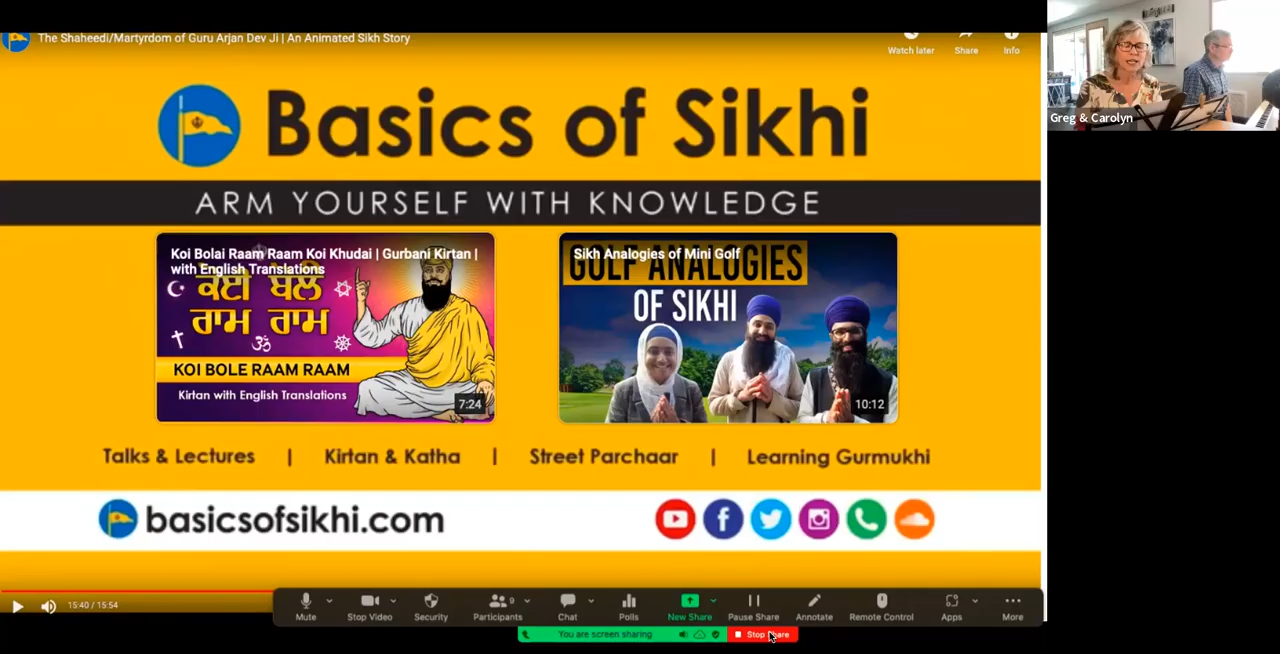 The Shaheedi/Martyrdom of Guru Arjan Dev Ji | An Animated Sikh Story
Watch later
Share
Info
Greg & Carolyn
Basics of Sikhi
ARM YOURSELF WITH KNOWLEDGE
Koi Bolai Raam Raam Koi Khudai | Gurbani Kirtan |
with English Translations
ਕੋਈ ਬੋਲੈ
ਰਾਮ ਰਾਮ
KOI BOLE RAAM RAAM
Kirtan with English Translations
7:24
Sikh Analogies of Mini Golf
GOLF ANALOGIES
OF SIKHI
10:12
Talks & Lectures | Kirtan & Katha | Street Parchaar | Learning Gurmukhi
basicsofsikhi.com
15:40 / 15:54
Mute
Stop Video
Security
Participants
9
Chat
Polls
New Share
Pause Share
Annotate
Remote Control
Apps
More
You are screen sharing
Stop Share